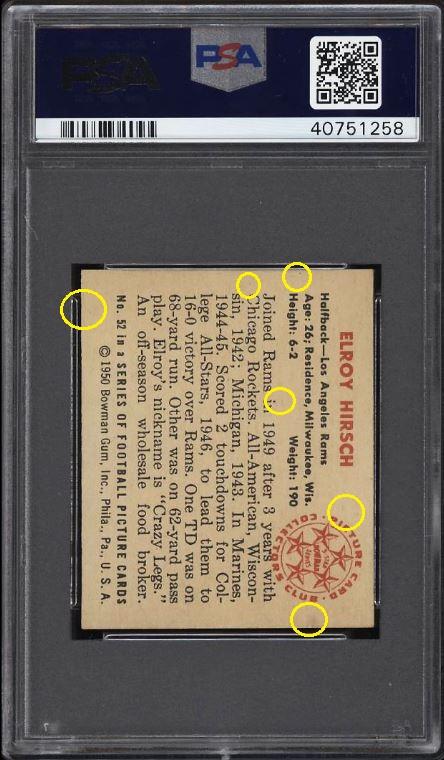 PSA
PSA
40751258
ELROY HIRSCH
Halfback—Los Angeles Rams
Age: 26; Residence, Milwaukee, Wis.
Height: 6-2 Weight: 190
Joined Rams in 1949 after 3 years with
Chicago Rockets. All-American Wiscon-
sin, 1942; Michigan, 1943. In Marines,
1944-45. Scored 2 touchdowns for Col-
lege All-Stars, 1946, to lead them to
16-0 victory over Rams. One TD was on
68-yard run. Other was on 62-yard pass
play. Elroy's nickname is "Crazy Legs."
An off-season wholesale food broker.
PICTURE CARD
COLLECTORS CLUB
BOWMAN
No. 52 in a SERIES OF FOOTBALL PICTURE CARDS
© 1950 Bowman Gum, Inc., Phila., Pa., U. S. A.